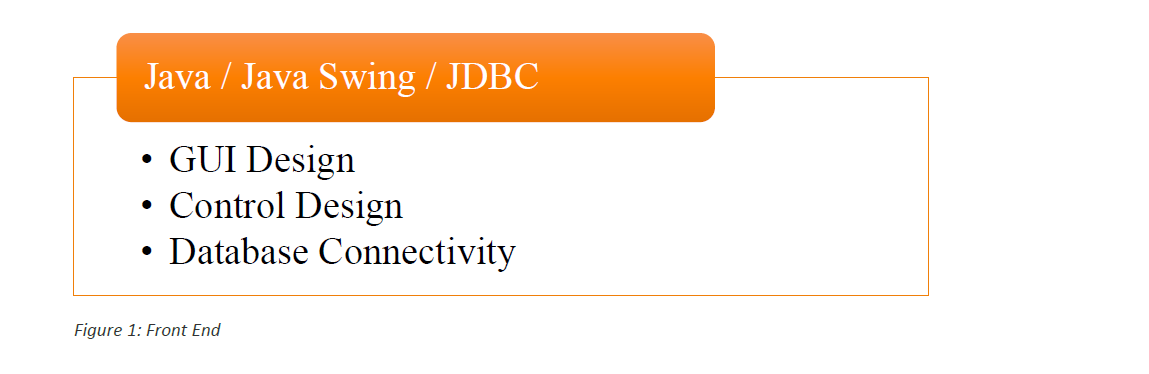 Java / Java Swing / JDBC
• GUI Design
• Control Design
• Database Connectivity
Figure 1: Front End